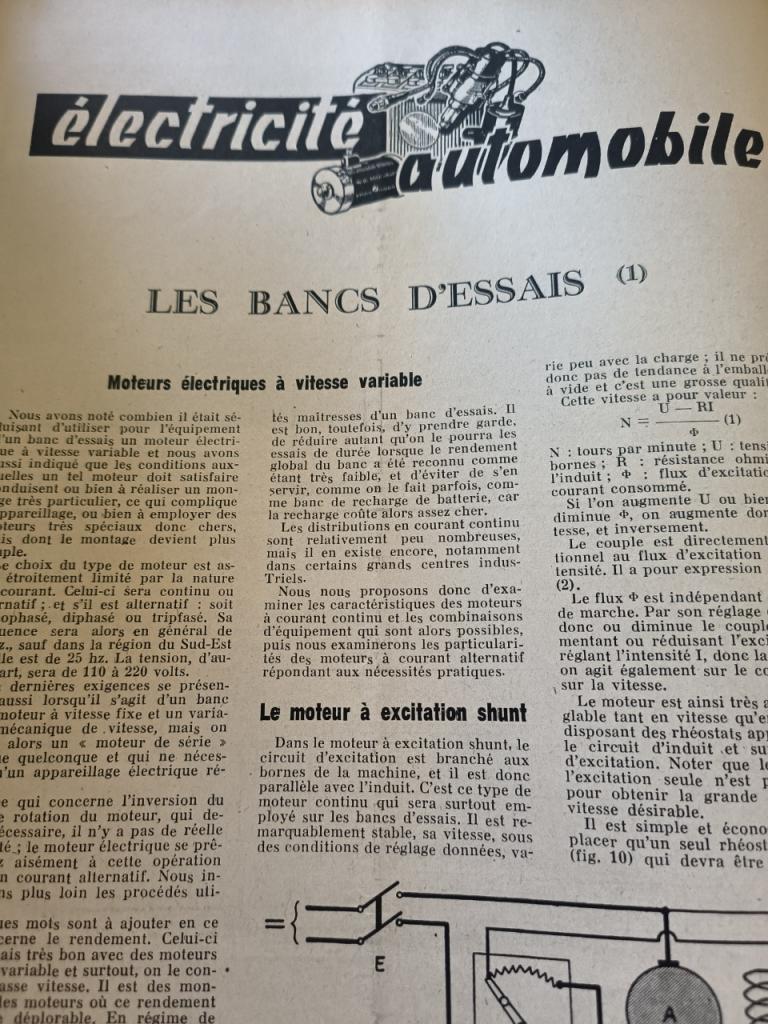 électricité
automobile
LES BANCS D'ESSAIS (1)
Moteurs électriques à vitesse variable
Nous avons noté combien il était sé-
duisant d'utiliser pour l'équipement
d'un banc d'essai un moteur électri-
que à vitesse variable et nous avons
aussi indiqué que les conditions aux-
quelles un tel moteur doit satisfaire
conduisent ou bien à réaliser un mon-
tage très particulier, ce qui complique
appareillage, ou bien à employer des
moteurs très spéciaux donc chers,
mais dont le montage devient plus
simple.
Le choix du type de moteur est as-
étroitement limité par la nature
courant. Celui-ci sera continu ou
alternatif ; et s'il est alternatif : soit
monophasé, diphasé ou tripfasé. Sa
fréquence sera alors en général de
hz., sauf dans la région du Sud-Est
elle est de 25 hz. La tension, d'au-
part, sera de 110 à 220 volts.
dernières exigences se présen-
aussi lorsqu'il s'agit d'un banc
moteur à vitesse fixe et un varia-
mécanique de vitesse, mais on
alors un « moteur de série »
quelconque et qui ne néces-
qu'un appareillage électrique ré-
ce qui concerne l'inversion du
de rotation du moteur, qui de-
nécessaire, il n'y a pas de réelle
le moteur électrique se prê-
aisément à cette opération
en courant alternatif. Nous in-
plus loin les procédés uti-
ques mots sont à ajouter en ce
concerne le rendement. Celui-ci
mais très bon avec des moteurs
variable et surtout, on le con-
basse vitesse. Il est des mon-
des moteurs où ce rendement
déplorable. En régime de
tés maîtresses d'un banc d'essais. Il
est bon, toutefois, d'y prendre garde,
de réduire autant qu'on le pourra les
essais de durée lorsque le rendement
global du banc a été reconnu comme
étant très faible, et d'éviter de s'en
servir, comme on le fait parfois, com-
me banc de recharge de batterie, car
la recharge coûte alors assez cher.
Les distributions en courant continu
sont relativement peu nombreuses,
mais il en existe encore, notamment
dans certains grands centres indus-
Triels.
Nous nous proposons donc d'exa-
miner les caractéristiques des moteurs
à courant continu et les combinaisons
d'équipement qui sont alors possibles,
puis nous examinerons les particulari-
tés des moteurs à courant alternatif
répondant aux nécessités pratiques.
Le moteur à excitation shunt
Dans le moteur à excitation shunt, le
circuit d'excitation est branché aux
bornes de la machine, et il est donc
parallèle avec l'induit. C'est ce type de
moteur continu qui sera surtout em-
ployé sur les bancs d'essais. Il est re-
marquablement stable, sa vitesse, sous
des conditions de réglage données, va-
rie peu avec la charge ; il ne pré
donc pas de tendance à l'emball
à vide et c'est une grosse qualit
Cette vitesse a pour valeur :
U — RI
N = (1)
Φ
N : tours par minute ; U : tensi
bornes ; R : résistance ohmi
l'induit ; Φ : flux d'excitatio
courant consommé.
Si l'on augmente U ou bien
diminue Φ, on augmente don
tesse, et inversement.
Le couple est directement
tionnel au flux d'excitation
tensité. Il a pour expression
(2).
Le flux Φ est indépendant
de marche. Par son réglage
donc ou diminue le couple
mentant ou réduisant l'exci
réglant l'intensité I, donc la
on agit également sur le co
sur la vitesse.
Le moteur est ainsi très a
glable tant en vitesse qu'e
disposant des rhéostats app
le circuit d'induit et su
d'excitation. Noter que le
l'excitation seule n'est p
pour obtenir la grande
vitesse désirable.
Il est simple et écono
placer qu'un seul rhéost
(fig. 10) qui devra être
=
E
A